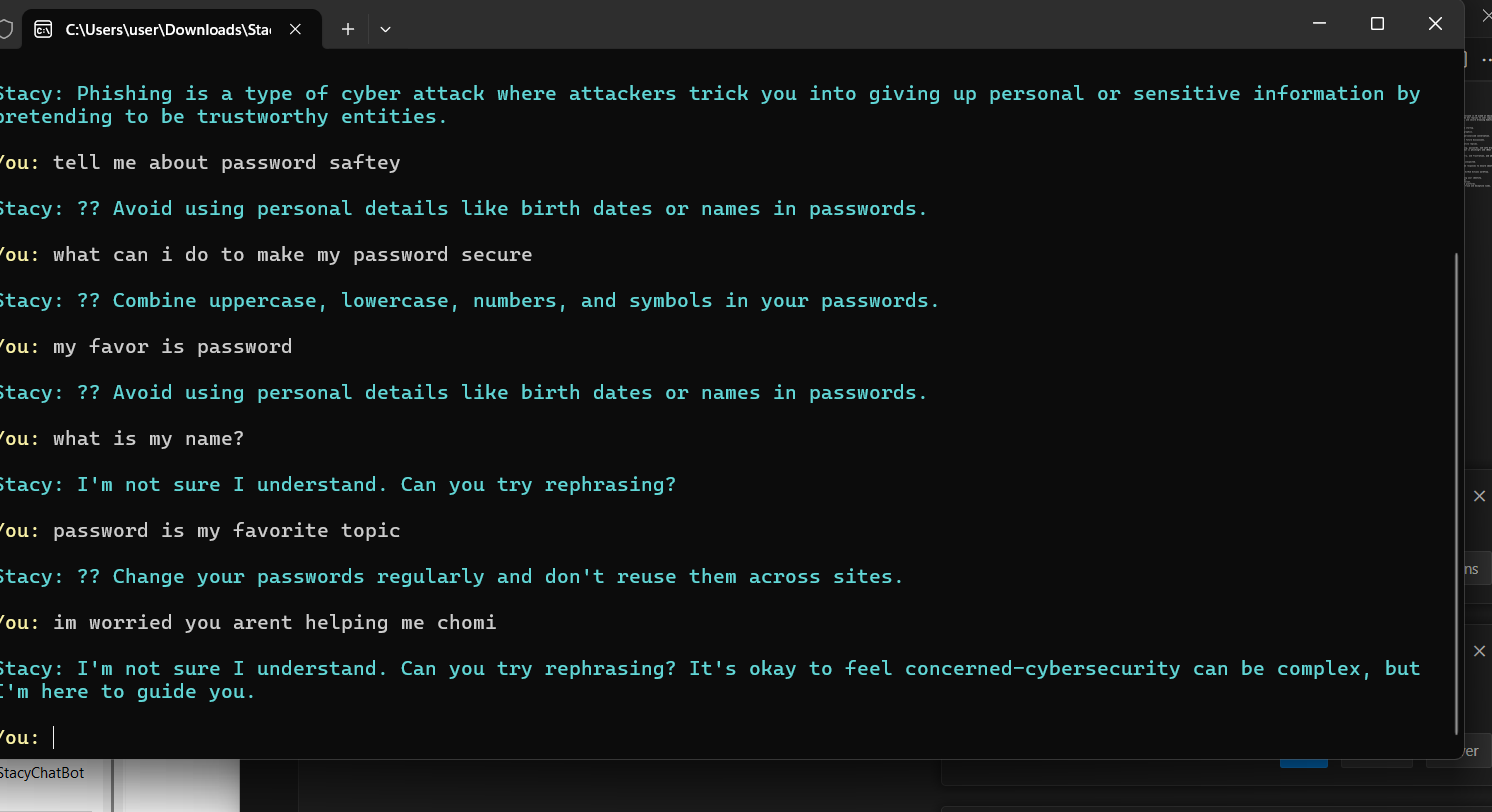 C:\Users\user\Downloads\Stac
Stacy: Phishing is a type of cyber attack where attackers trick you into giving up personal or sensitive information by
pretending to be trustworthy entities.
You: tell me about password saftey
Stacy: ?? Avoid using personal details like birth dates or names in passwords.
You: what can i do to make my password secure
Stacy: ?? Combine uppercase, lowercase, numbers, and symbols in your passwords.
You: my favor is password
Stacy: ?? Avoid using personal details like birth dates or names in passwords.
You: what is my name?
Stacy: I'm not sure I understand. Can you try rephrasing?
You: password is my favorite topic
Stacy: ?? Change your passwords regularly and don't reuse them across sites.
ns
You: im worried you arent helping me chomi
Stacy: I'm not sure I understand. Can you try rephrasing? It's okay to feel concerned-cybersecurity can be complex, but
I'm here to guide you.
You:
ver
StacyChatBot